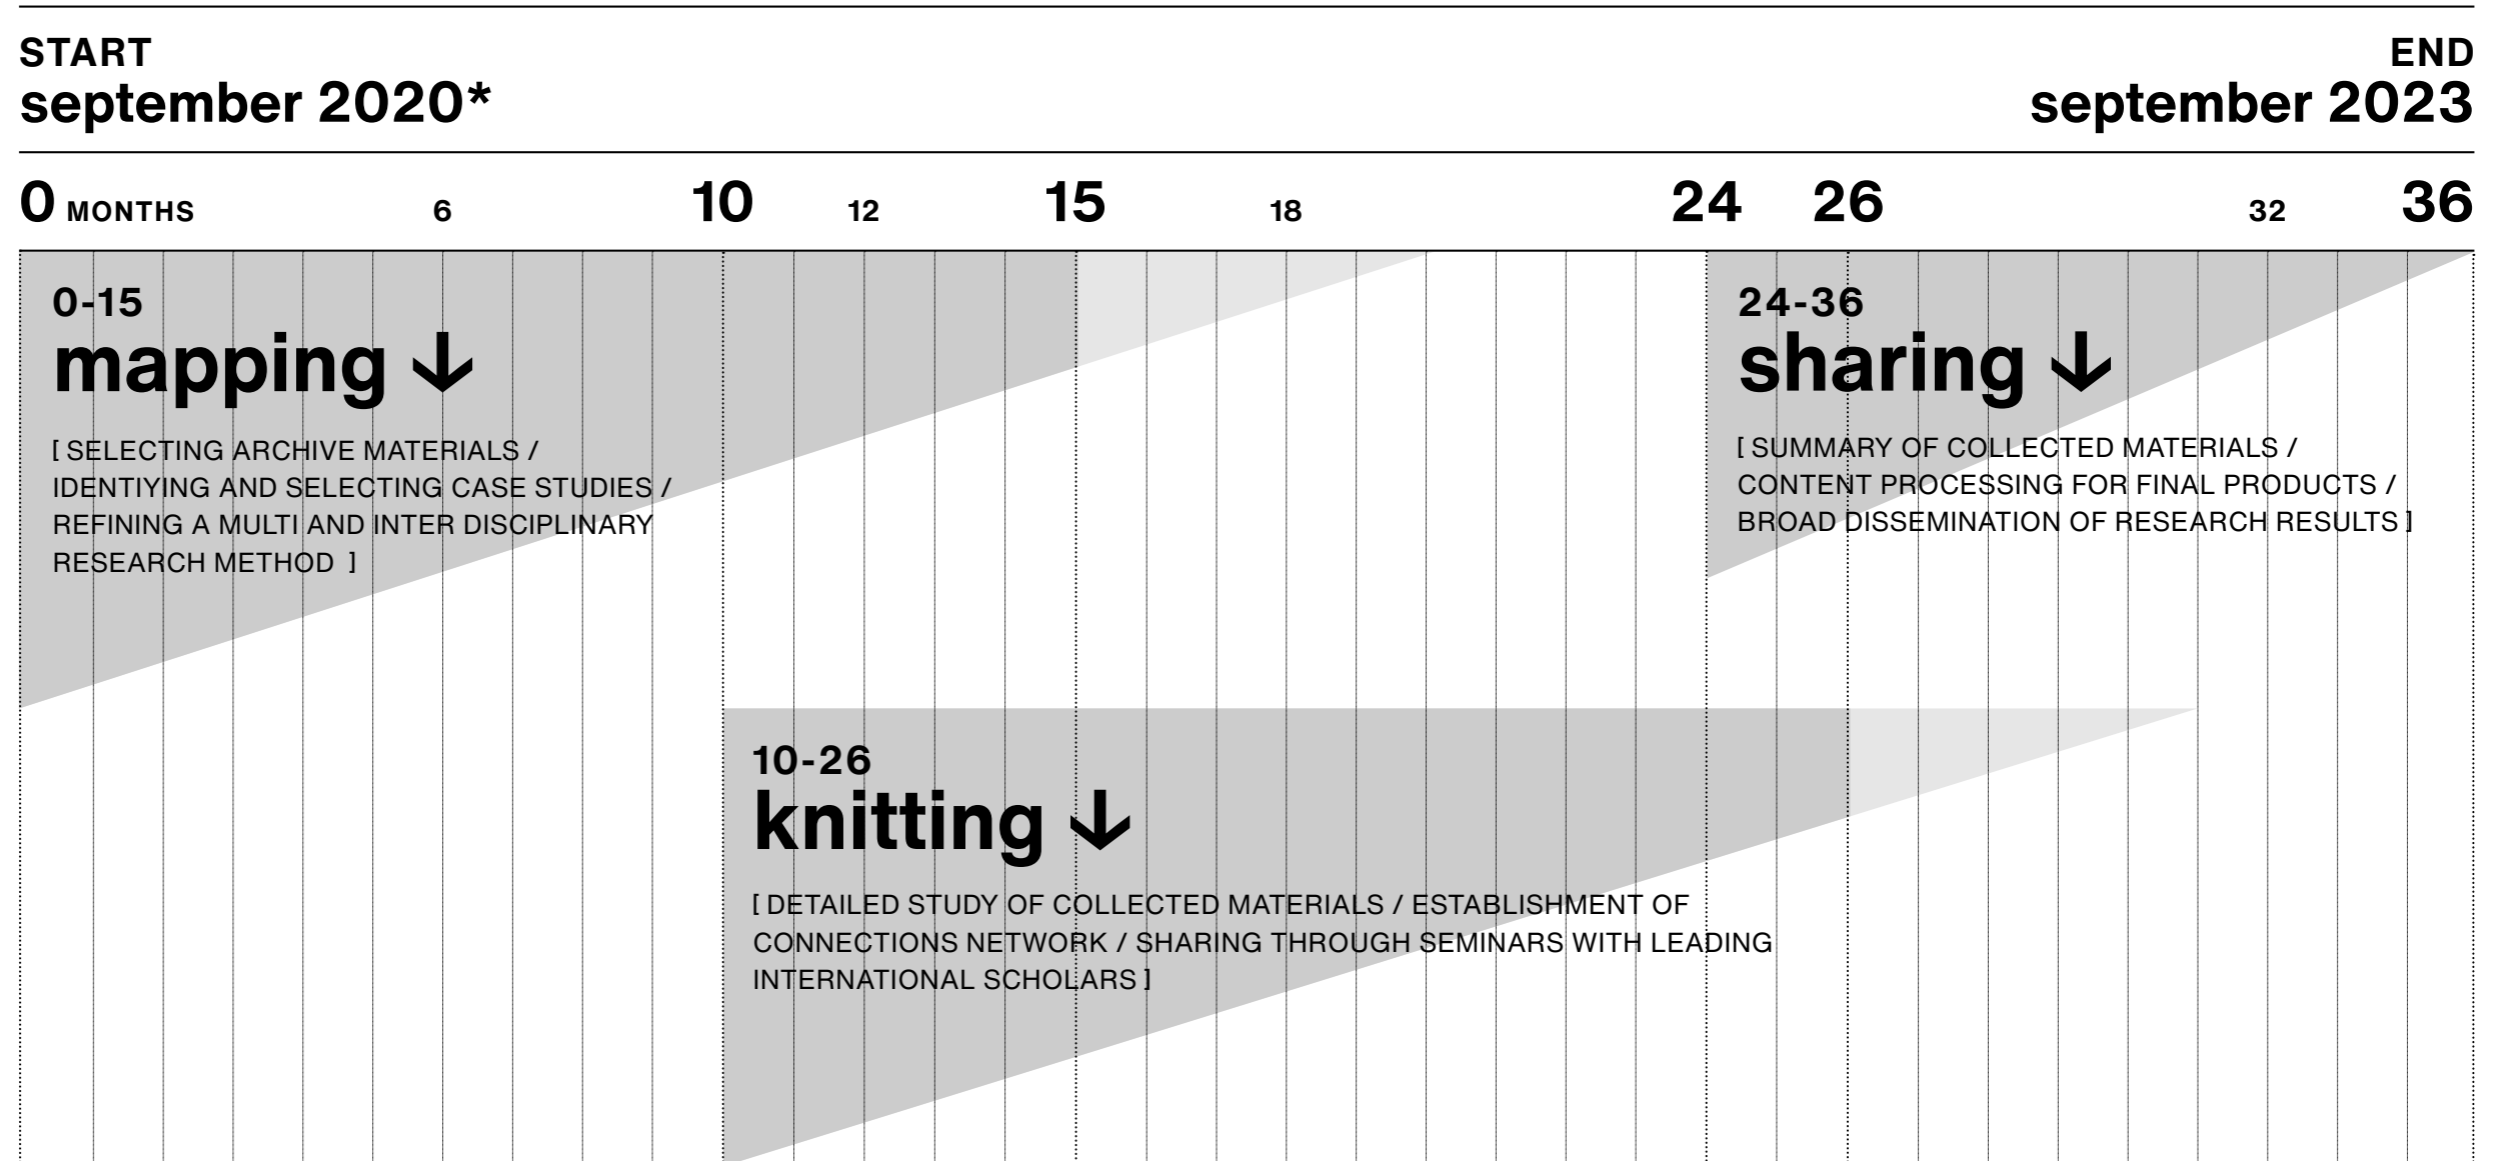 START
september 2020*
END
september 2023
0 MONTHS 6 10 12 15 18 24 26 32 36
0-15
mapping ↓
[ SELECTING ARCHIVE MATERIALS /
IDENTIYING AND SELECTING CASE STUDIES /
REFINING A MULTI AND INTER DISCIPLINARY
RESEARCH METHOD ]
24-36
sharing ↓
[ SUMMARY OF COLLECTED MATERIALS /
CONTENT PROCESSING FOR FINAL PRODUCTS /
BROAD DISSEMINATION OF RESEARCH RESULTS ]
10-26
knitting ↓
[ DETAILED STUDY OF COLLECTED MATERIALS / ESTABLISHMENT OF
CONNECTIONS NETWORK / SHARING THROUGH SEMINARS WITH LEADING
INTERNATIONAL SCHOLARS ]